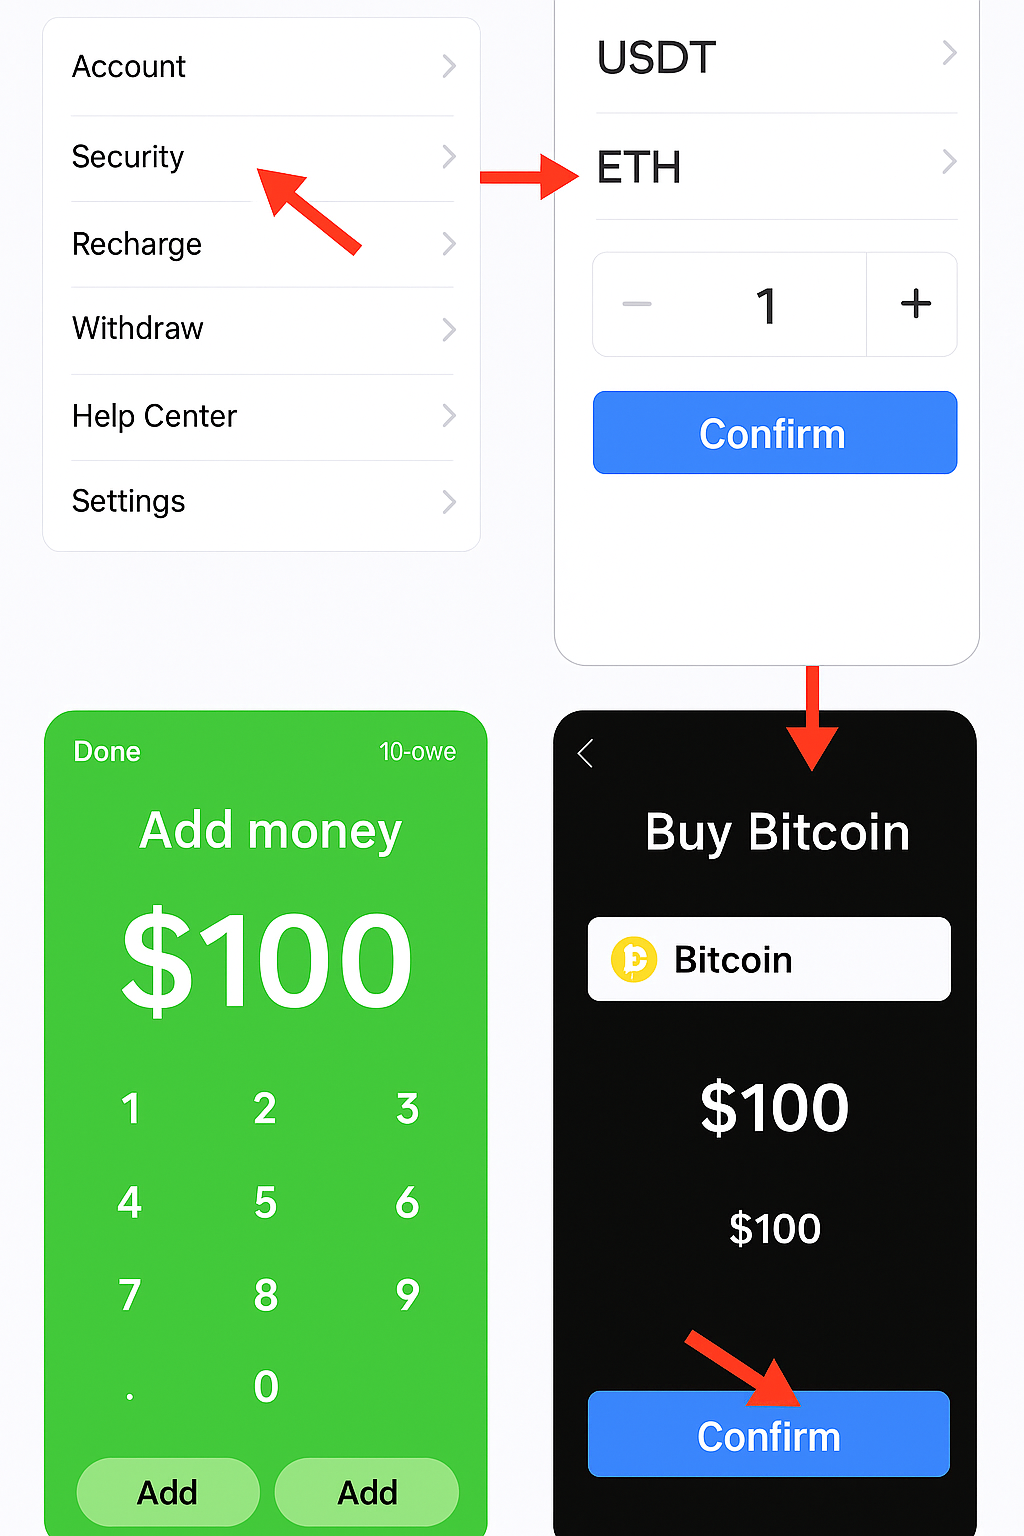 Account
Security
Recharge
Withdraw
Help Center
Settings
USDT
ETH
− 1 +
Confirm
Done 10-owe
Add money
$100
1 2 3
4 5 6
7 8 9
. 0
Add Add
Buy Bitcoin
Bitcoin
$100
$100
Confirm